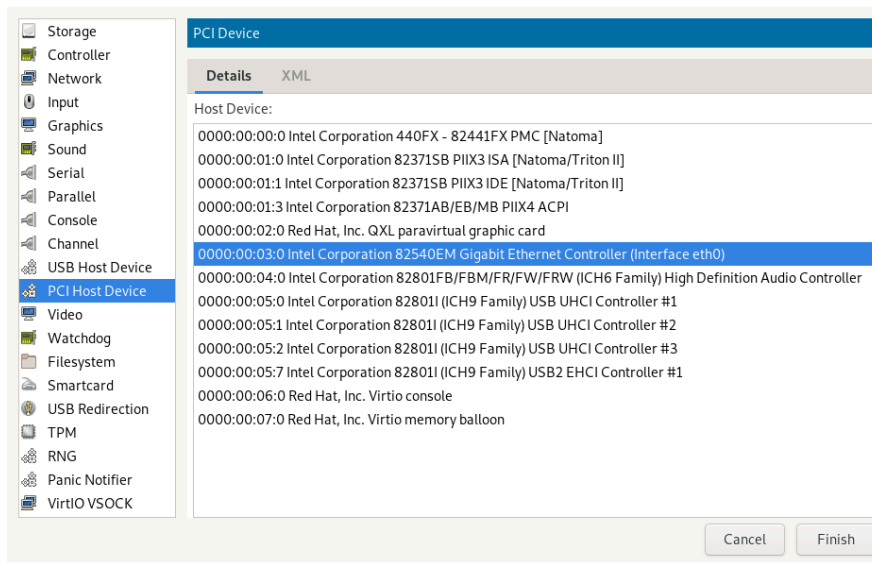 Storage
Controller
Network
Input
Graphics
Sound
Serial
Parallel
Console
Channel
USB Host Device
PCI Host Device
Video
Watchdog
Filesystem
Smartcard
USB Redirection
TPM
RNG
Panic Notifier
VirtIO VSOCK
PCI Device
Details XML
Host Device:
0000:00:00:0 Intel Corporation 440FX - 82441FX PMC [Natoma]
0000:00:01:0 Intel Corporation 82371SB PIIX3 ISA [Natoma/Triton II]
0000:00:01:1 Intel Corporation 82371SB PIIX3 IDE [Natoma/Triton II]
0000:00:01:3 Intel Corporation 82371AB/EB/MB PIIX4 ACPI
0000:00:02:0 Red Hat, Inc. QXL paravirtual graphic card
0000:00:03:0 Intel Corporation 82540EM Gigabit Ethernet Controller (Interface eth0)
0000:00:04:0 Intel Corporation 82801FB/FBM/FR/FW/FRW (ICH6 Family) High Definition Audio Controller
0000:00:05:0 Intel Corporation 82801I (ICH9 Family) USB UHCI Controller #1
0000:00:05:1 Intel Corporation 82801I (ICH9 Family) USB UHCI Controller #2
0000:00:05:2 Intel Corporation 82801I (ICH9 Family) USB UHCI Controller #3
0000:00:05:7 Intel Corporation 82801I (ICH9 Family) USB2 EHCI Controller #1
0000:00:06:0 Red Hat, Inc. Virtio console
0000:00:07:0 Red Hat, Inc. Virtio memory balloon
Cancel Finish